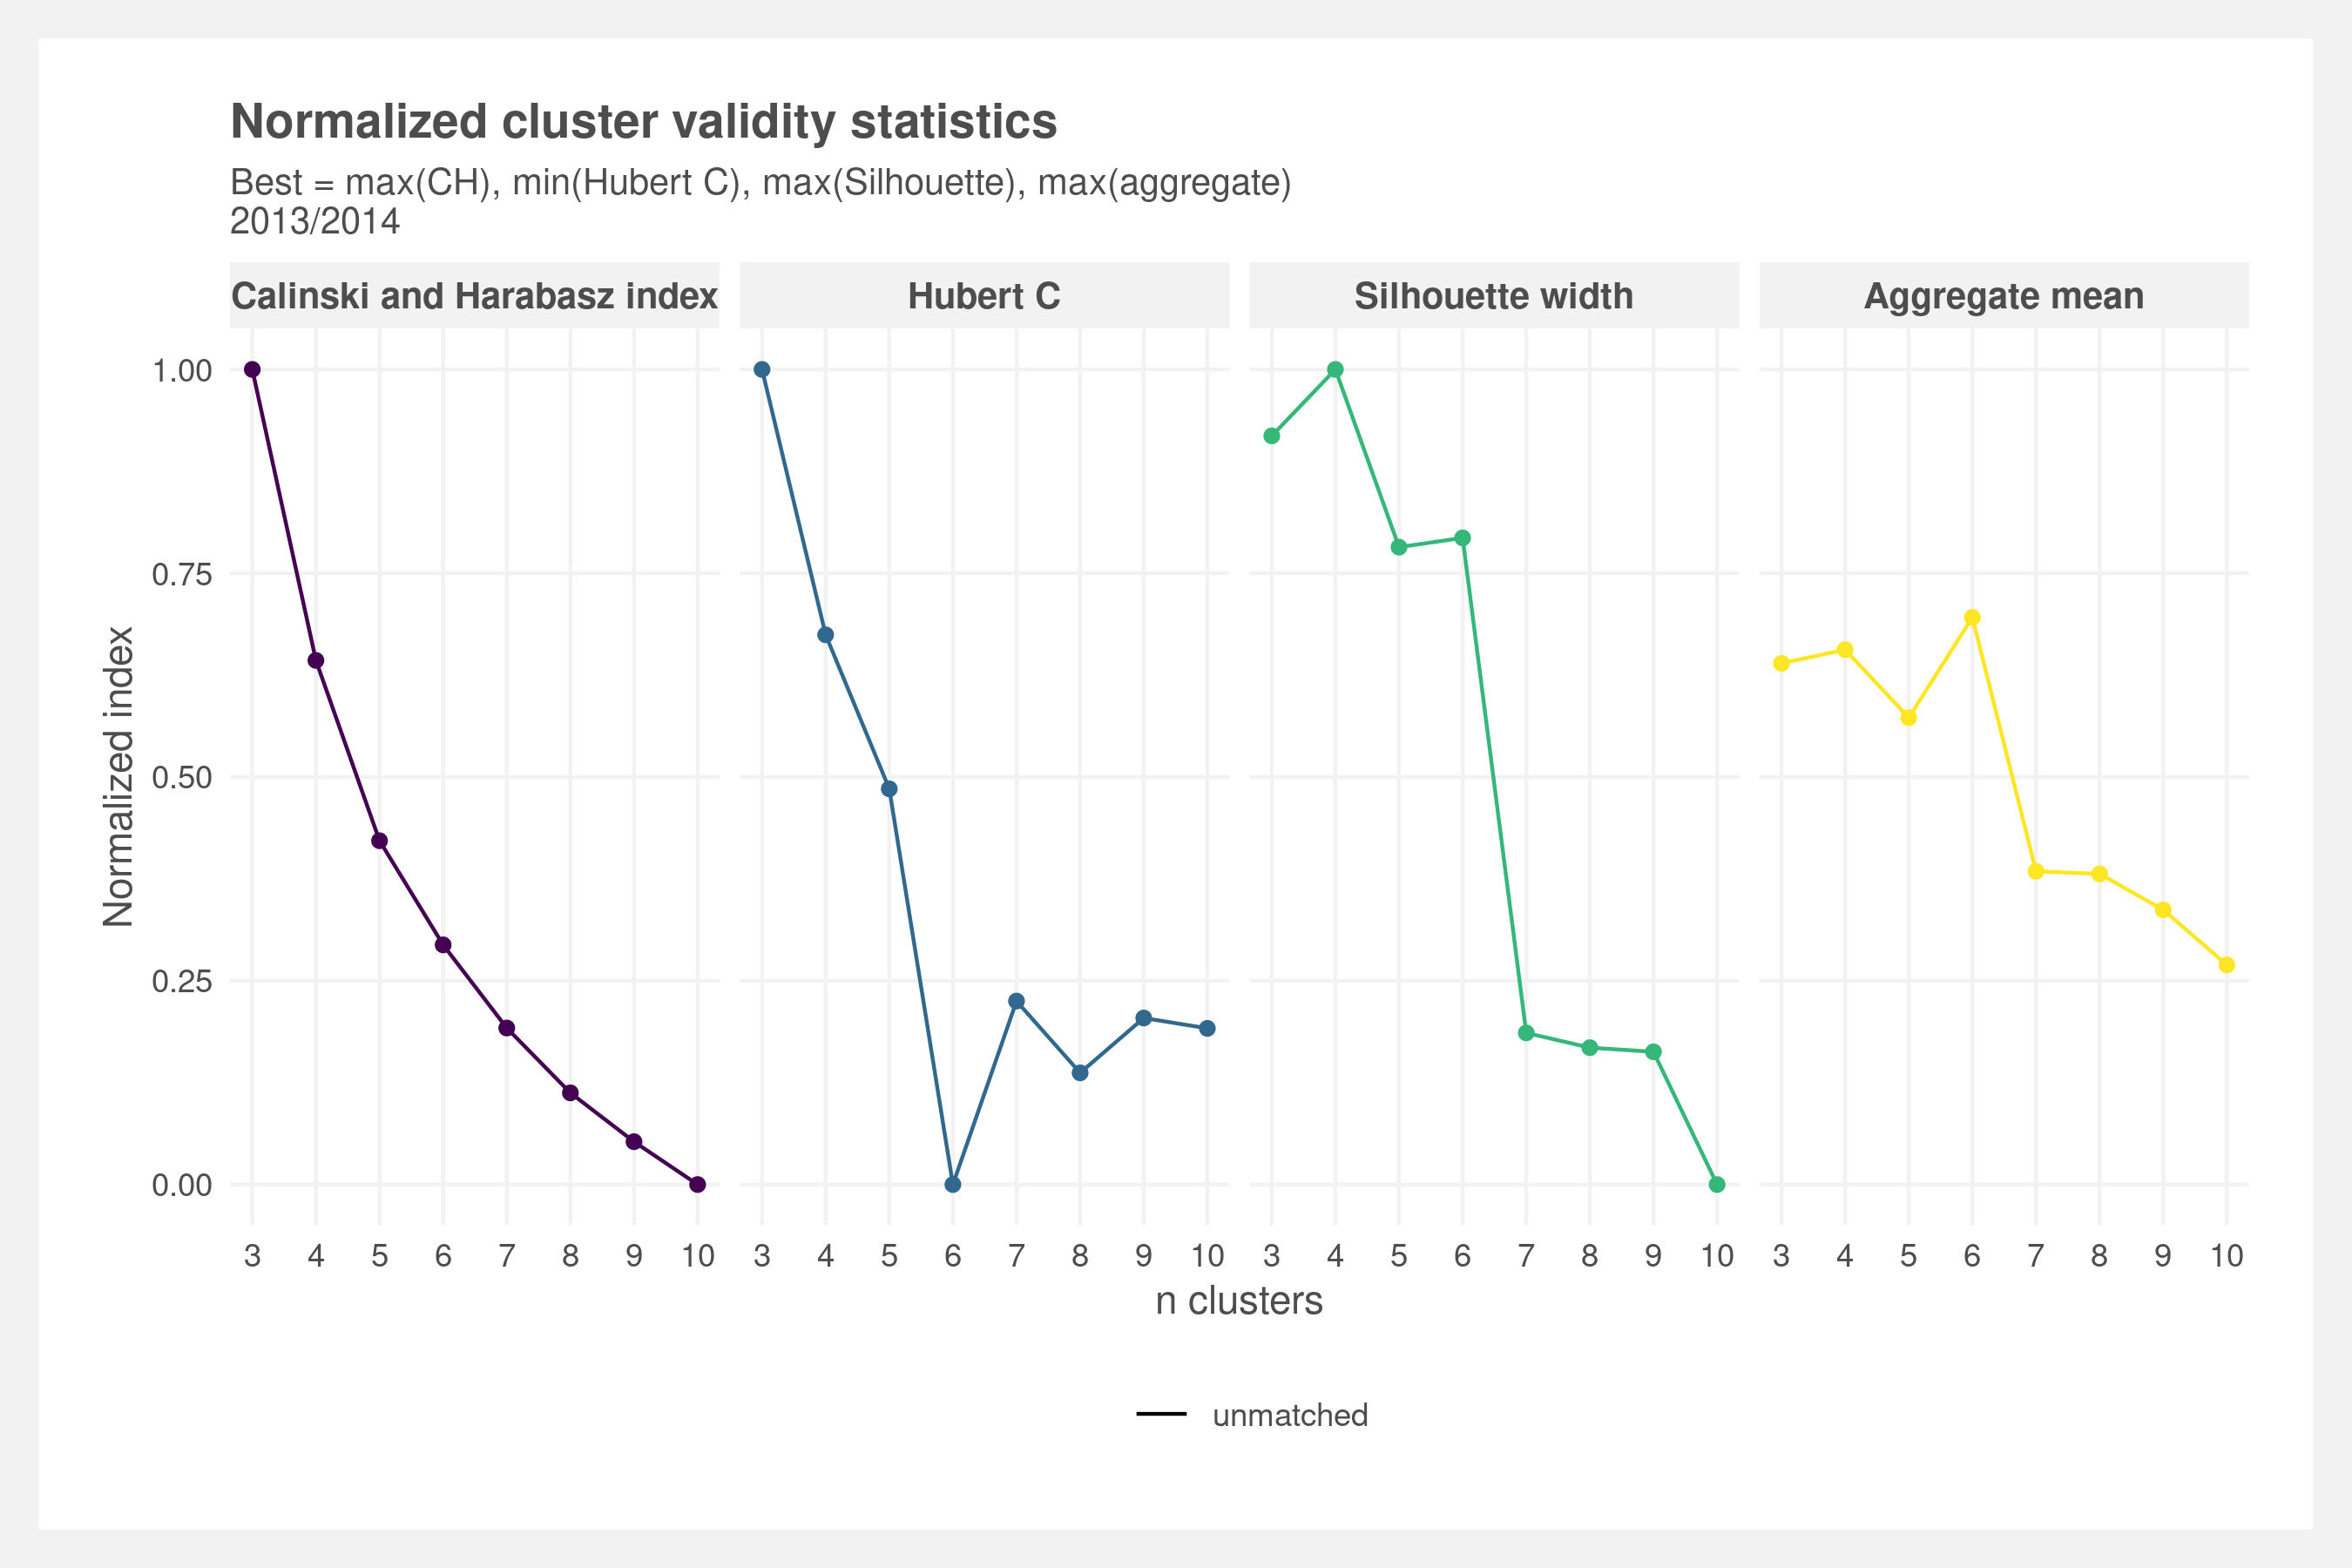 Normalized cluster validity statistics
Best = max(CH), min(Hubert C), max(Silhouette), max(aggregate)
2013/2014
Calinski and Harabasz index
Hubert C
Silhouette width
Aggregate mean
Normalized index
1.00
0.75
0.50
0.25
0.00
3 4 5 6 7 8 9 10
3 4 5 6 7 8 9 10
3 4 5 6 7 8 9 10
3 4 5 6 7 8 9 10
n clusters
unmatched